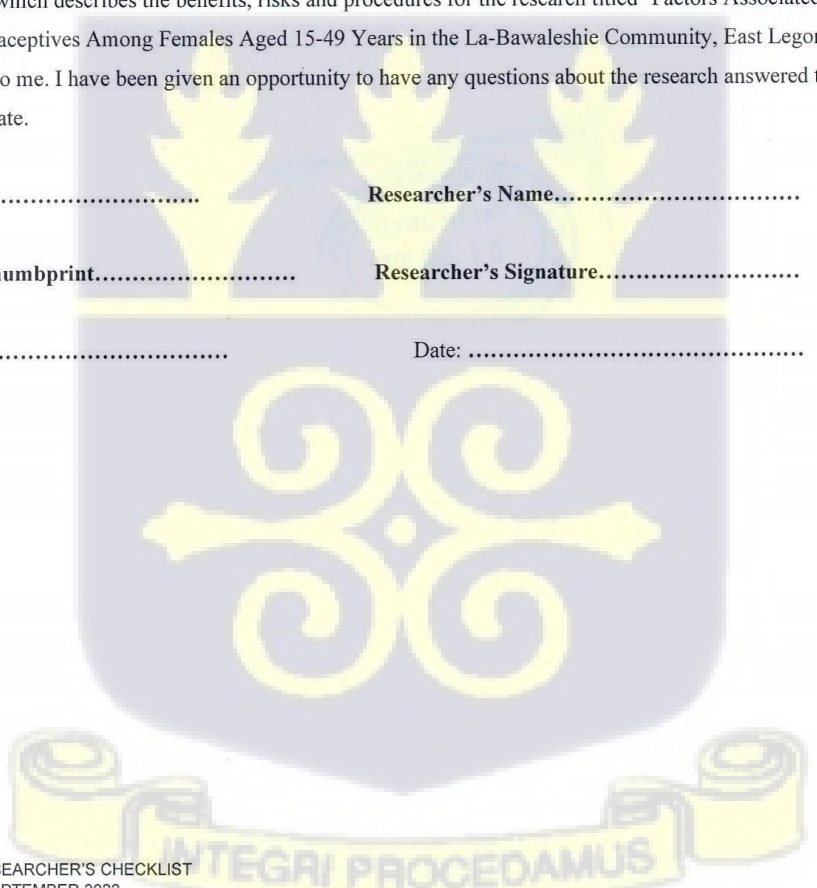 which describes the benefits, risks and procedures for the research titled "Factors Associated
aceptives Among Females Aged 15-49 Years in the La-Bawaleshie Community, East Legon
o me. I have been given an opportunity to have any questions about the research answered t
ate.
.............................. Researcher's Name.................................
umbprint........................... Researcher's Signature...........................
............................... Date: .............................................
INTEGRI PROCEDAMUS
EARCHER'S CHECKLIST